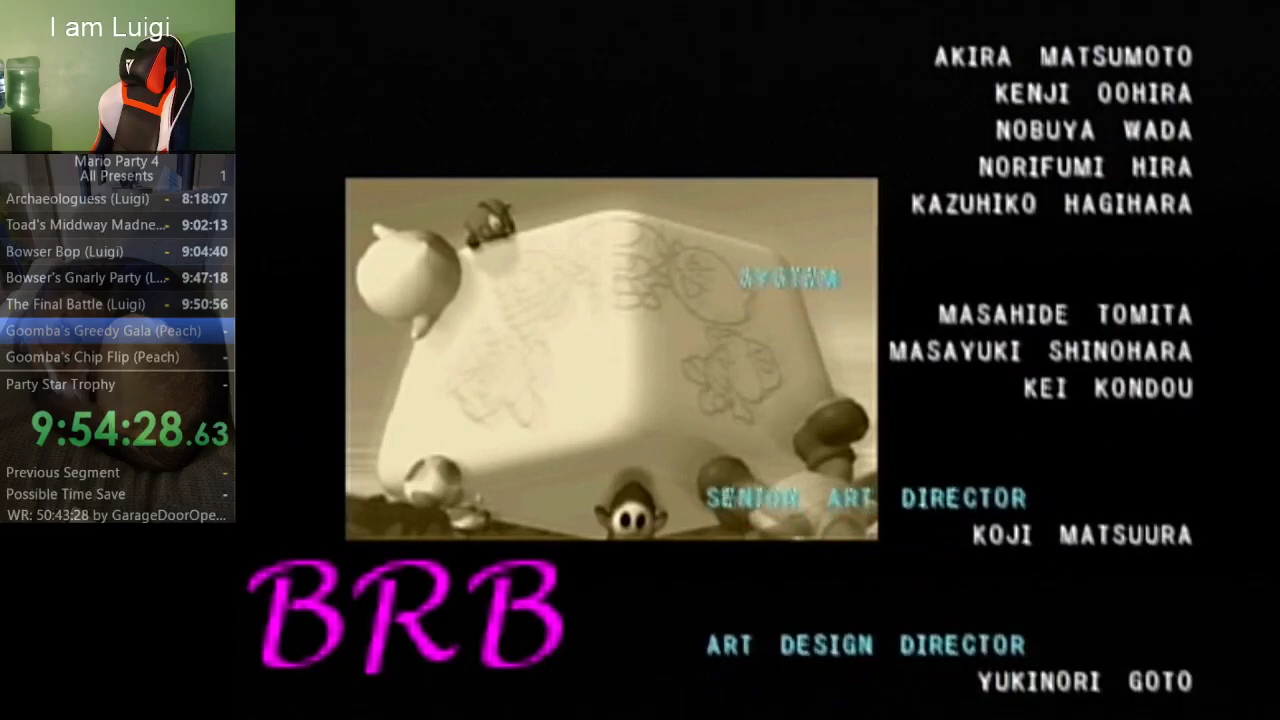 I am Luigi
Mario Party 4
All Presents 1
Archaeologuess (Luigi) - 8:18:07
Toad's Middway Madne... - 9:02:13
Bowser Bop (Luigi) - 9:04:40
Bowser's Gnarly Party (L... - 9:47:18
The Final Battle (Luigi) - 9:50:56
Goomba's Greedy Gala (Peach) -
Goomba's Chip Flip (Peach) -
Party Star Trophy -
9:54:28.63
Previous Segment -
Possible Time Save -
WR: 50:43:28 by GarageDoorOpe...
AKIRA MATSUMOTO
KENJI OOHIRA
NOBUYA WADA
NORIFUMI HIRA
KAZUHIKO HAGIHARA
SYSTEM
MASAHIDE TOMITA
MASAYUKI SHINOHARA
KEI KONDOU
SENIOR ART DIRECTOR
KOJI MATSUURA
ART DESIGN DIRECTOR
YUKINORI GOTO
BRB